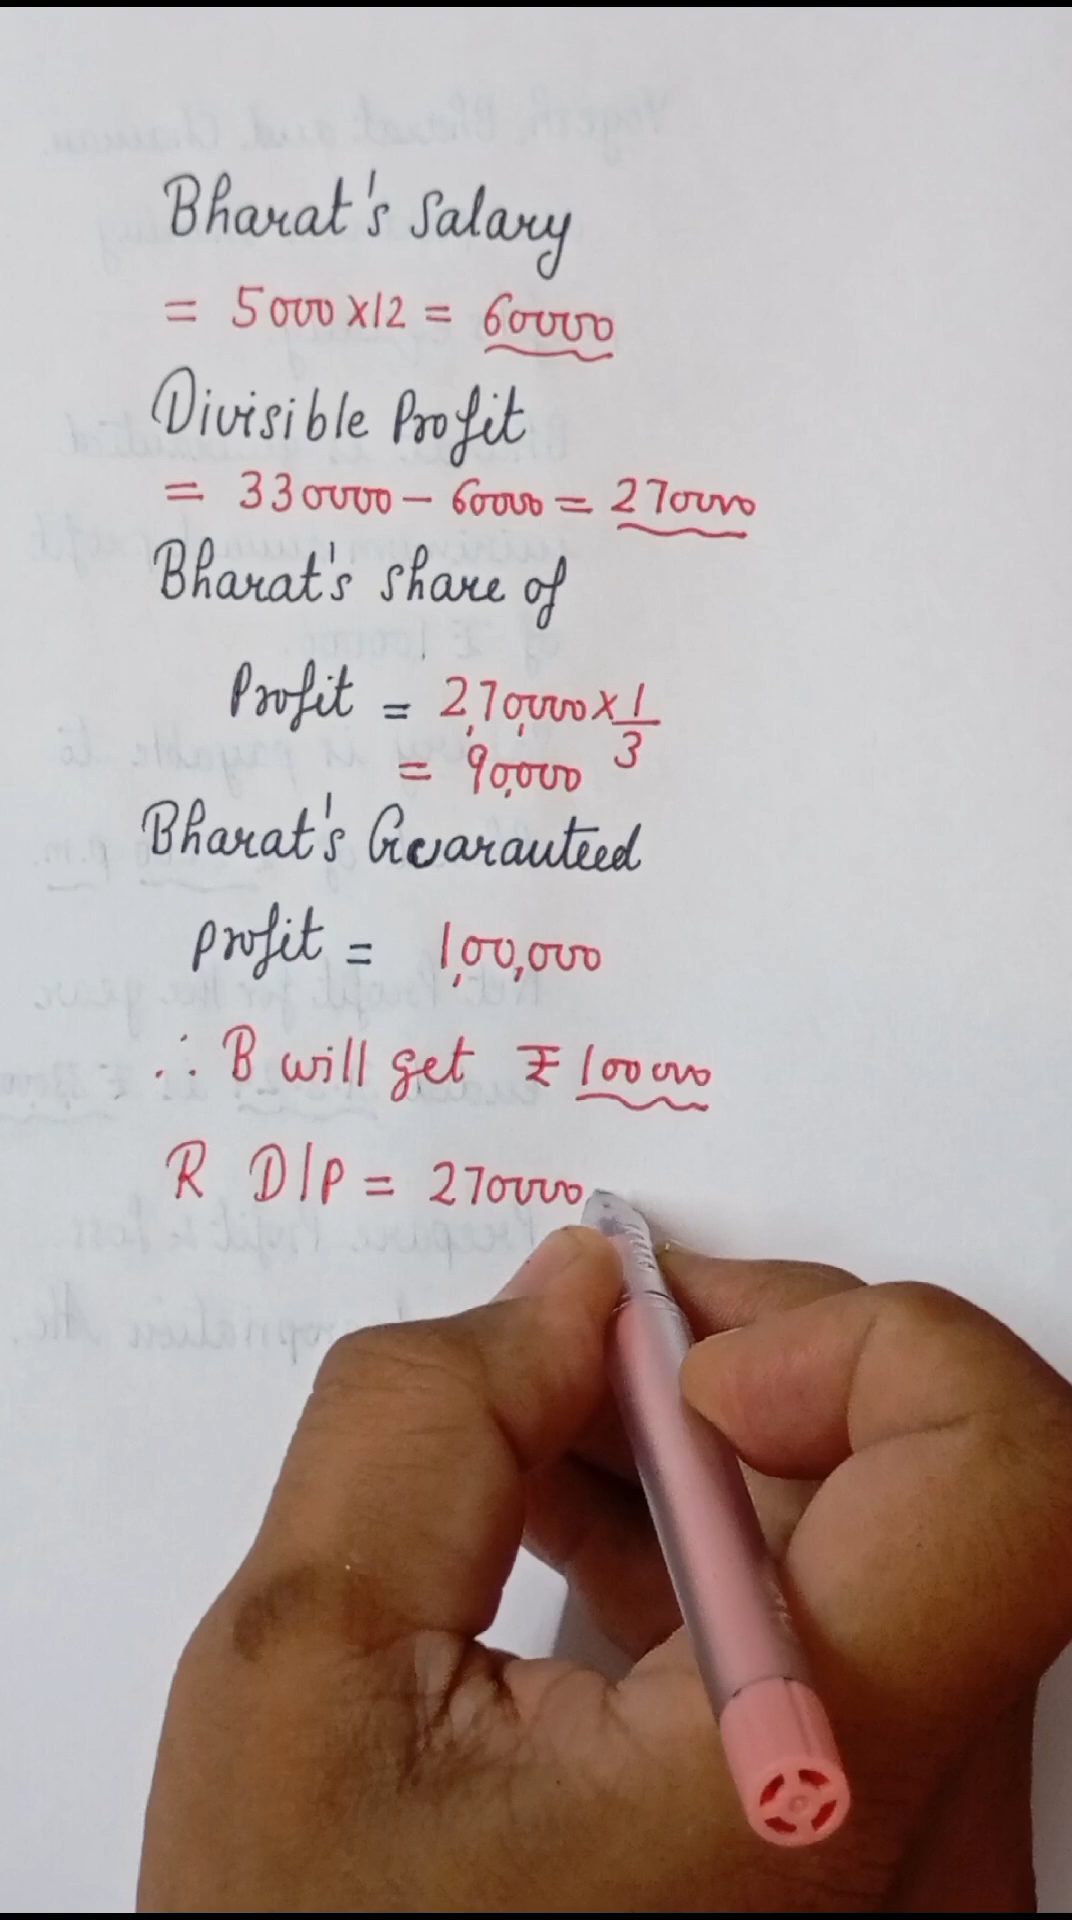 Bharat's Salary
= 5000 x 12 = 60000
Divisible Profit
= 330000 - 60000 = 270000
Bharat's share of
Profit = 2,70,000 x 1/3
= 90,000
Bharat's Guaranteed
profit = 1,00,000
∴ B will get ₹ 100000
R D/P = 270000